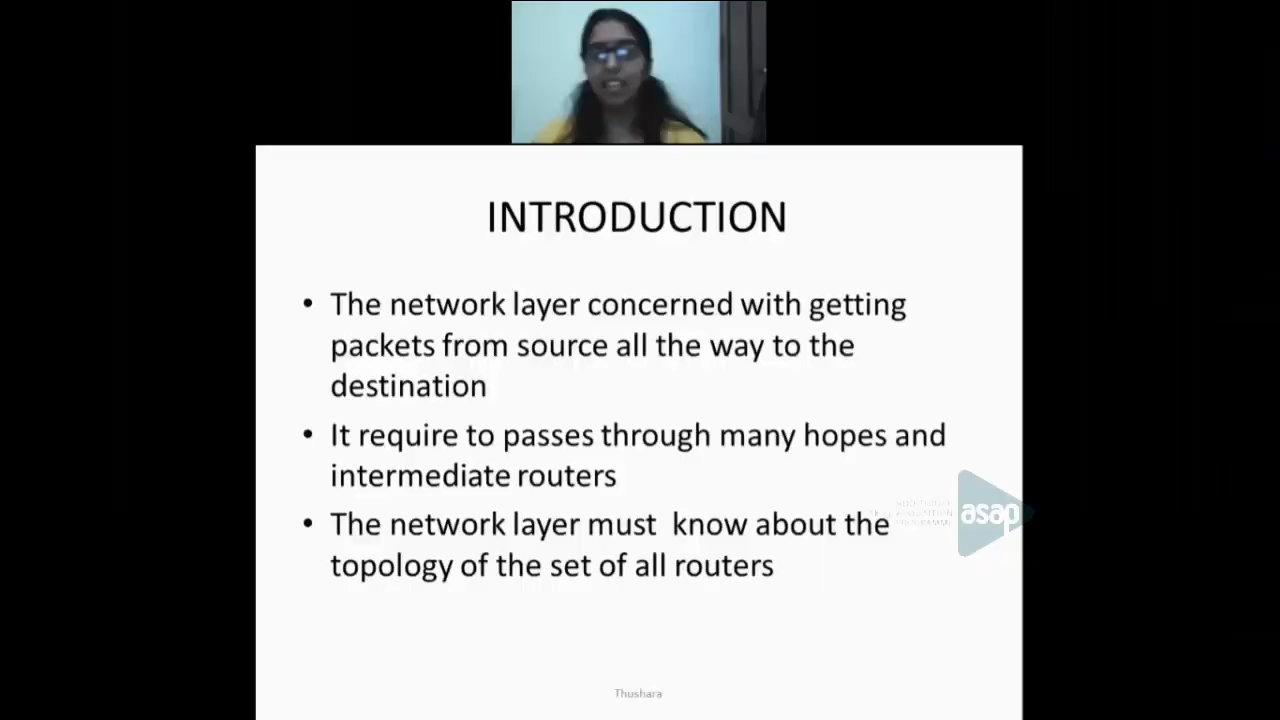 INTRODUCTION
• The network layer concerned with getting
packets from source all the way to the
destination
• It require to passes through many hopes and
intermediate routers
• The network layer must know about the
topology of the set of all routers
asap
Thushara